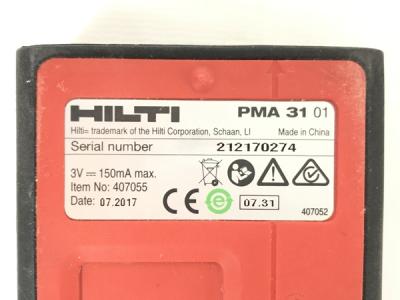 HILTI PMA 31 01
Hilti= trademark of the Hilti Corporation, Schaan, LI Made in China
Serial number 212170274
3V⎓150mA max.
Item No: 407055
Date: 07.2017
CE e 07.31
407052